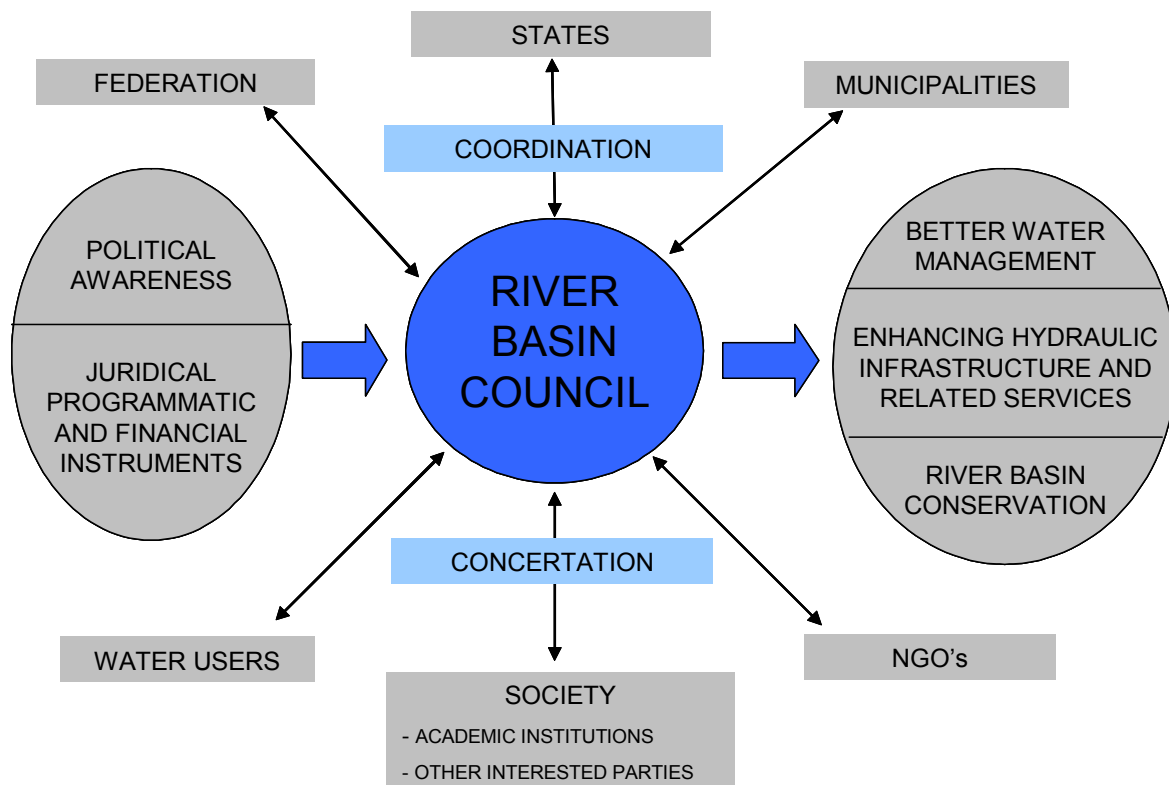 STATES
FEDERATION
MUNICIPALITIES
COORDINATION
POLITICAL
AWARENESS
JURIDICAL
PROGRAMMATIC
AND FINANCIAL
INSTRUMENTS
RIVER
BASIN
COUNCIL
BETTER WATER
MANAGEMENT
ENHANCING HYDRAULIC
INFRASTRUCTURE AND
RELATED SERVICES
RIVER BASIN
CONSERVATION
CONCERTATION
WATER USERS
NGO's
SOCIETY
- ACADEMIC INSTITUTIONS
- OTHER INTERESTED PARTIES